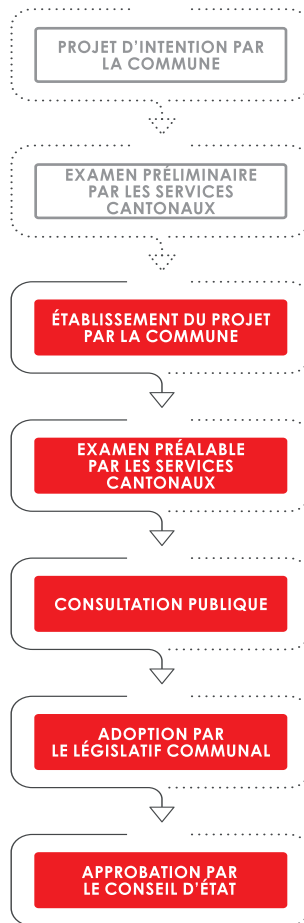 PROJET D'INTENTION PAR
LA COMMUNE
EXAMEN PRÉLIMINAIRE
PAR LES SERVICES
CANTONAUX
ÉTABLISSEMENT DU PROJET
PAR LA COMMUNE
EXAMEN PRÉALABLE
PAR LES SERVICES
CANTONAUX
CONSULTATION PUBLIQUE
ADOPTION PAR
LE LÉGISLATIF COMMUNAL
APPROBATION PAR
LE CONSEIL D'ÉTAT